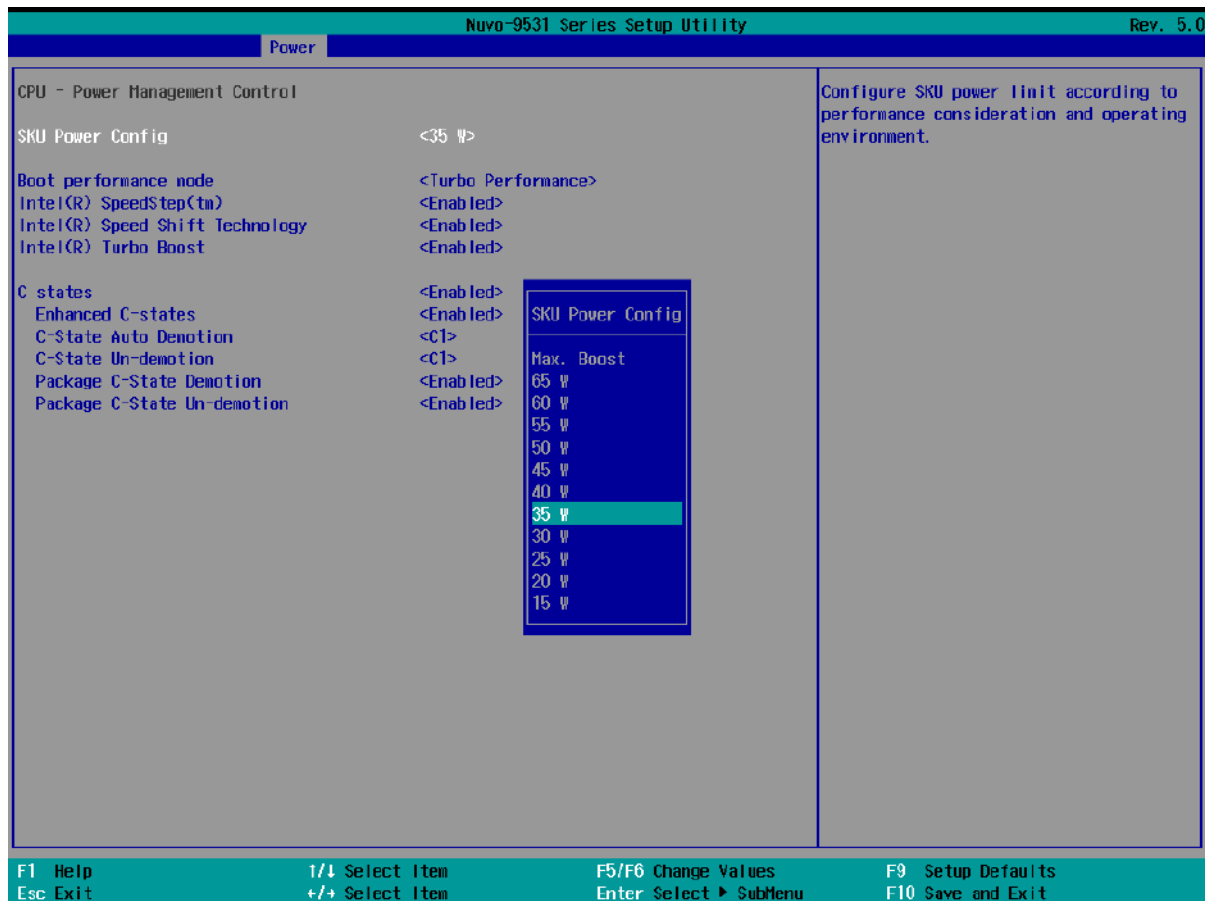 Nuvo-9531 Series Setup Utility Rev. 5.0
Power
CPU - Power Management Control
SKU Power Config <35 W>
Boot performance mode <Turbo Performance>
Intel(R) SpeedStep(tm) <Enabled>
Intel(R) Speed Shift Technology <Enabled>
Intel(R) Turbo Boost <Enabled>
C states <Enabled>
Enhanced C-states <Enabled>
C-State Auto Demotion <C1>
C-State Un-demotion <C1>
Package C-State Demotion <Enabled>
Package C-State Un-demotion <Enabled>
SKU Power Config
Max. Boost
65 W
60 W
55 W
50 W
45 W
40 W
35 W
30 W
25 W
20 W
15 W
Configure SKU power limit according to
performance consideration and operating
environment.
F1 Help ↑/↓ Select Item F5/F6 Change Values F9 Setup Defaults
Esc Exit ←/→ Select Item Enter Select ► SubMenu F10 Save and Exit